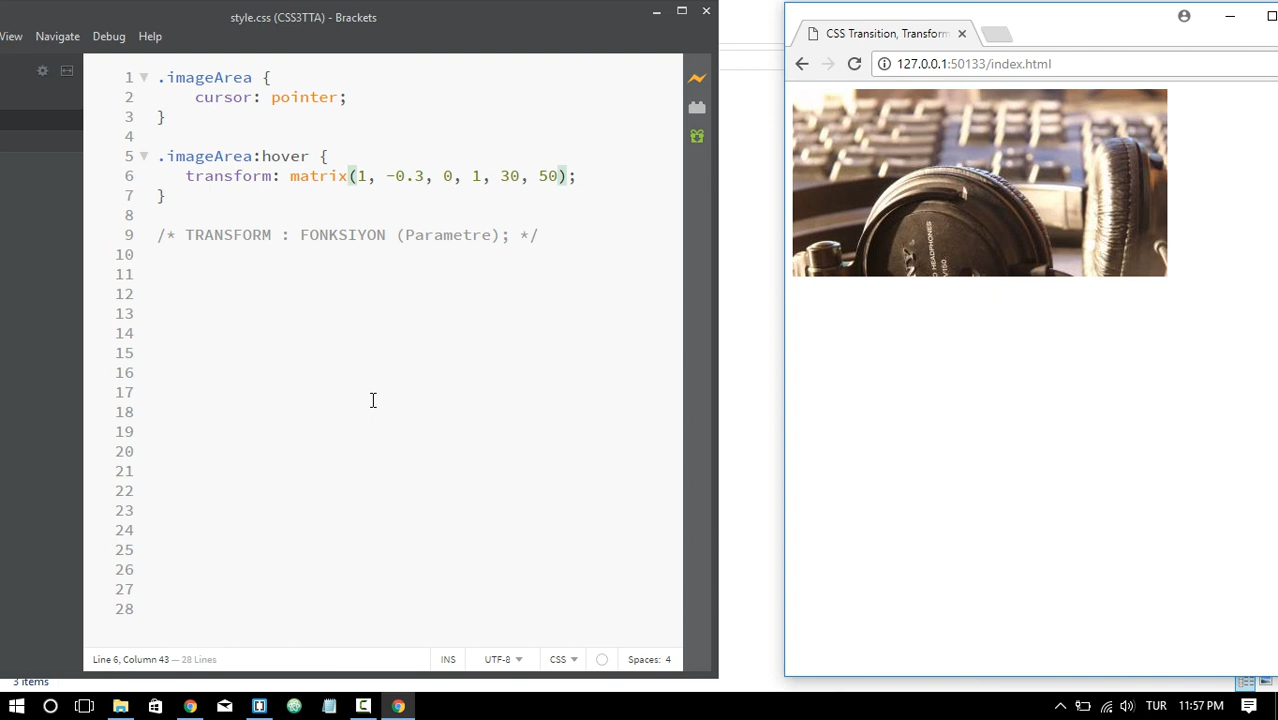 style.css (CSS3TTA) - Brackets
View Navigate Debug Help
1 .imageArea {
2 cursor: pointer;
3 }
4
5 .imageArea:hover {
6 transform: matrix(1, -0.3, 0, 1, 30, 50);
7 }
8
9 /* TRANSFORM : FONKSIYON (Parametre); */
10
11
12
13
14
15
16
17
18
19
20
21
22
23
24
25
26
27
28
Line 6, Column 43 — 28 Lines
INS
UTF-8
CSS
Spaces: 4
CSS Transition, Transform
127.0.0.1:50133/index.html
HEADPHONES
3 items
TUR
11:57 PM